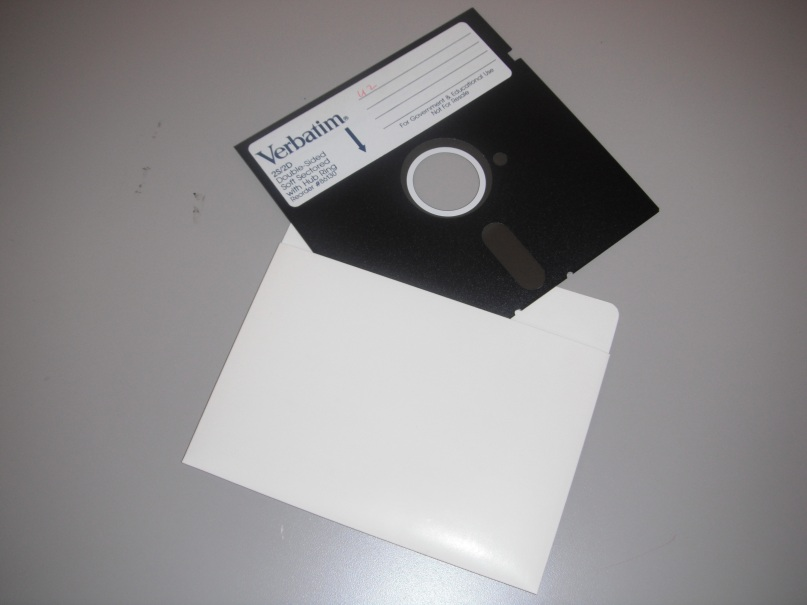 Verbatim®
2S/2D
Double-Sided
Soft Sectored
with Hub Ring
For Government & Educational Use
Not For Resale